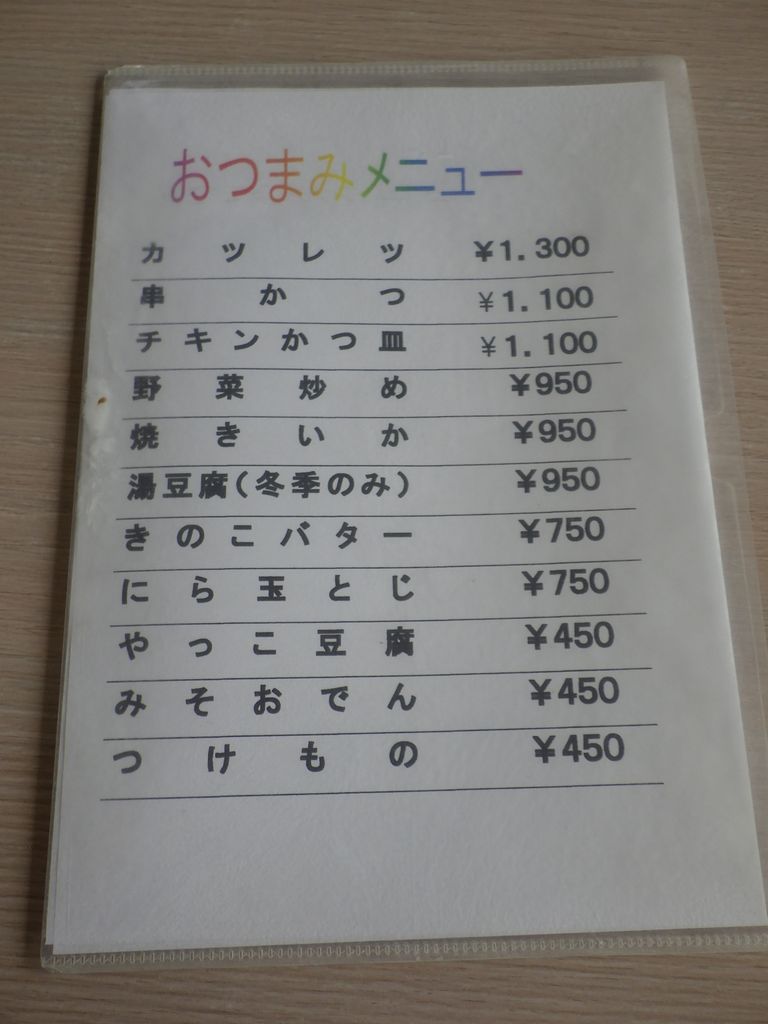 おつまみメニュー
カツレツ ¥1.300
串かつ ¥1.100
チキンかつ皿 ¥1.100
野菜炒め ¥950
焼きいか ¥950
湯豆腐(冬季のみ) ¥950
きのこバター ¥750
にら玉とじ ¥750
やっこ豆腐 ¥450
みそおでん ¥450
つけもの ¥450